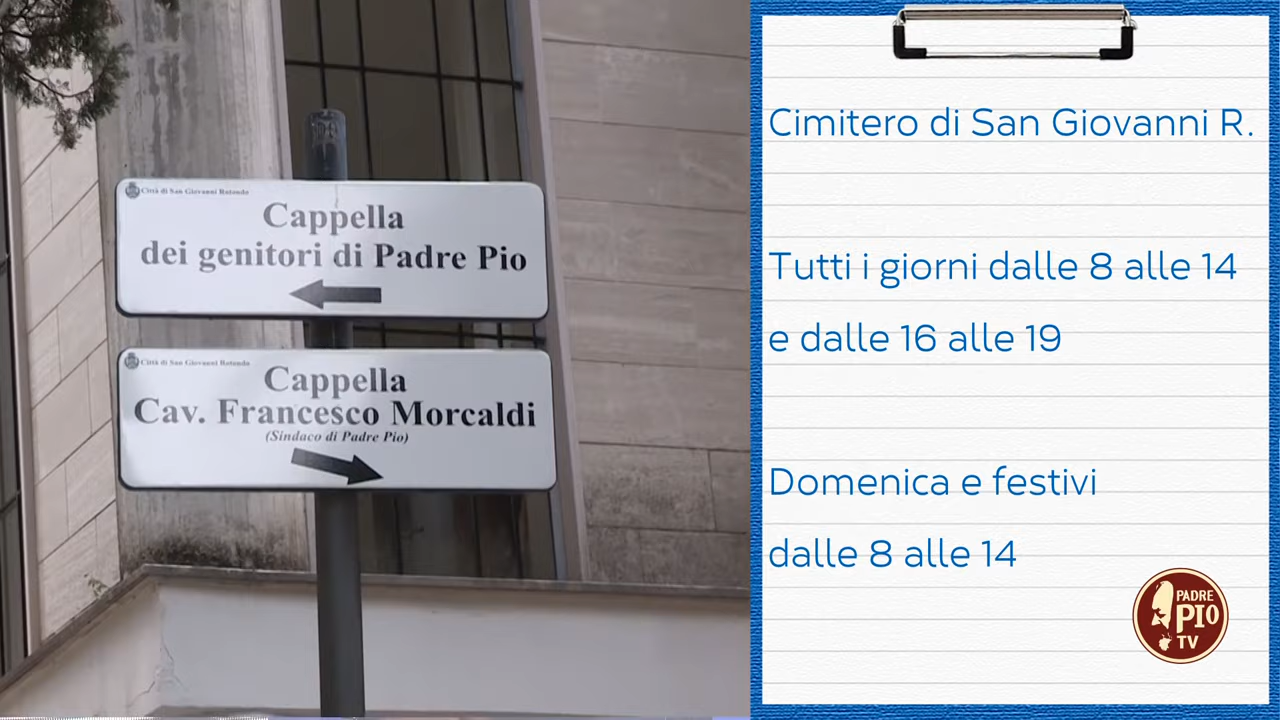 Città di San Giovanni Rotondo
Cappella
dei genitori di Padre Pio
Città di San Giovanni Rotondo
Cappella
Cav. Francesco Morcaldi
(Sindaco di Padre Pio)
Cimitero di San Giovanni R.
Tutti i giorni dalle 8 alle 14
e dalle 16 alle 19
Domenica e festivi
dalle 8 alle 14
PADRE
PIO
TV